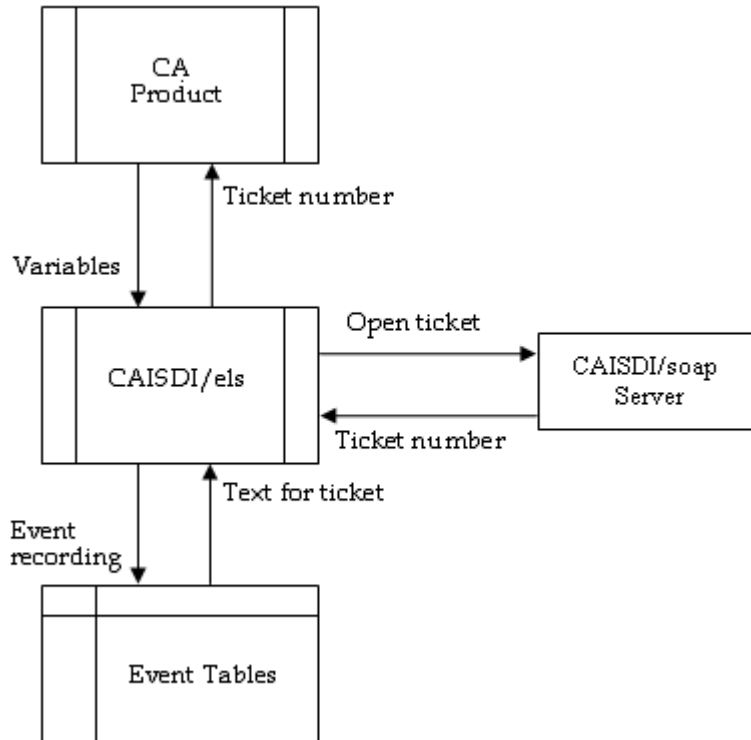 CA
Product
Ticket number
Variables
Open ticket
CAISDI/els
CAISDI/soap
Server
Ticket number
Text for ticket
Event
recording
Event Tables